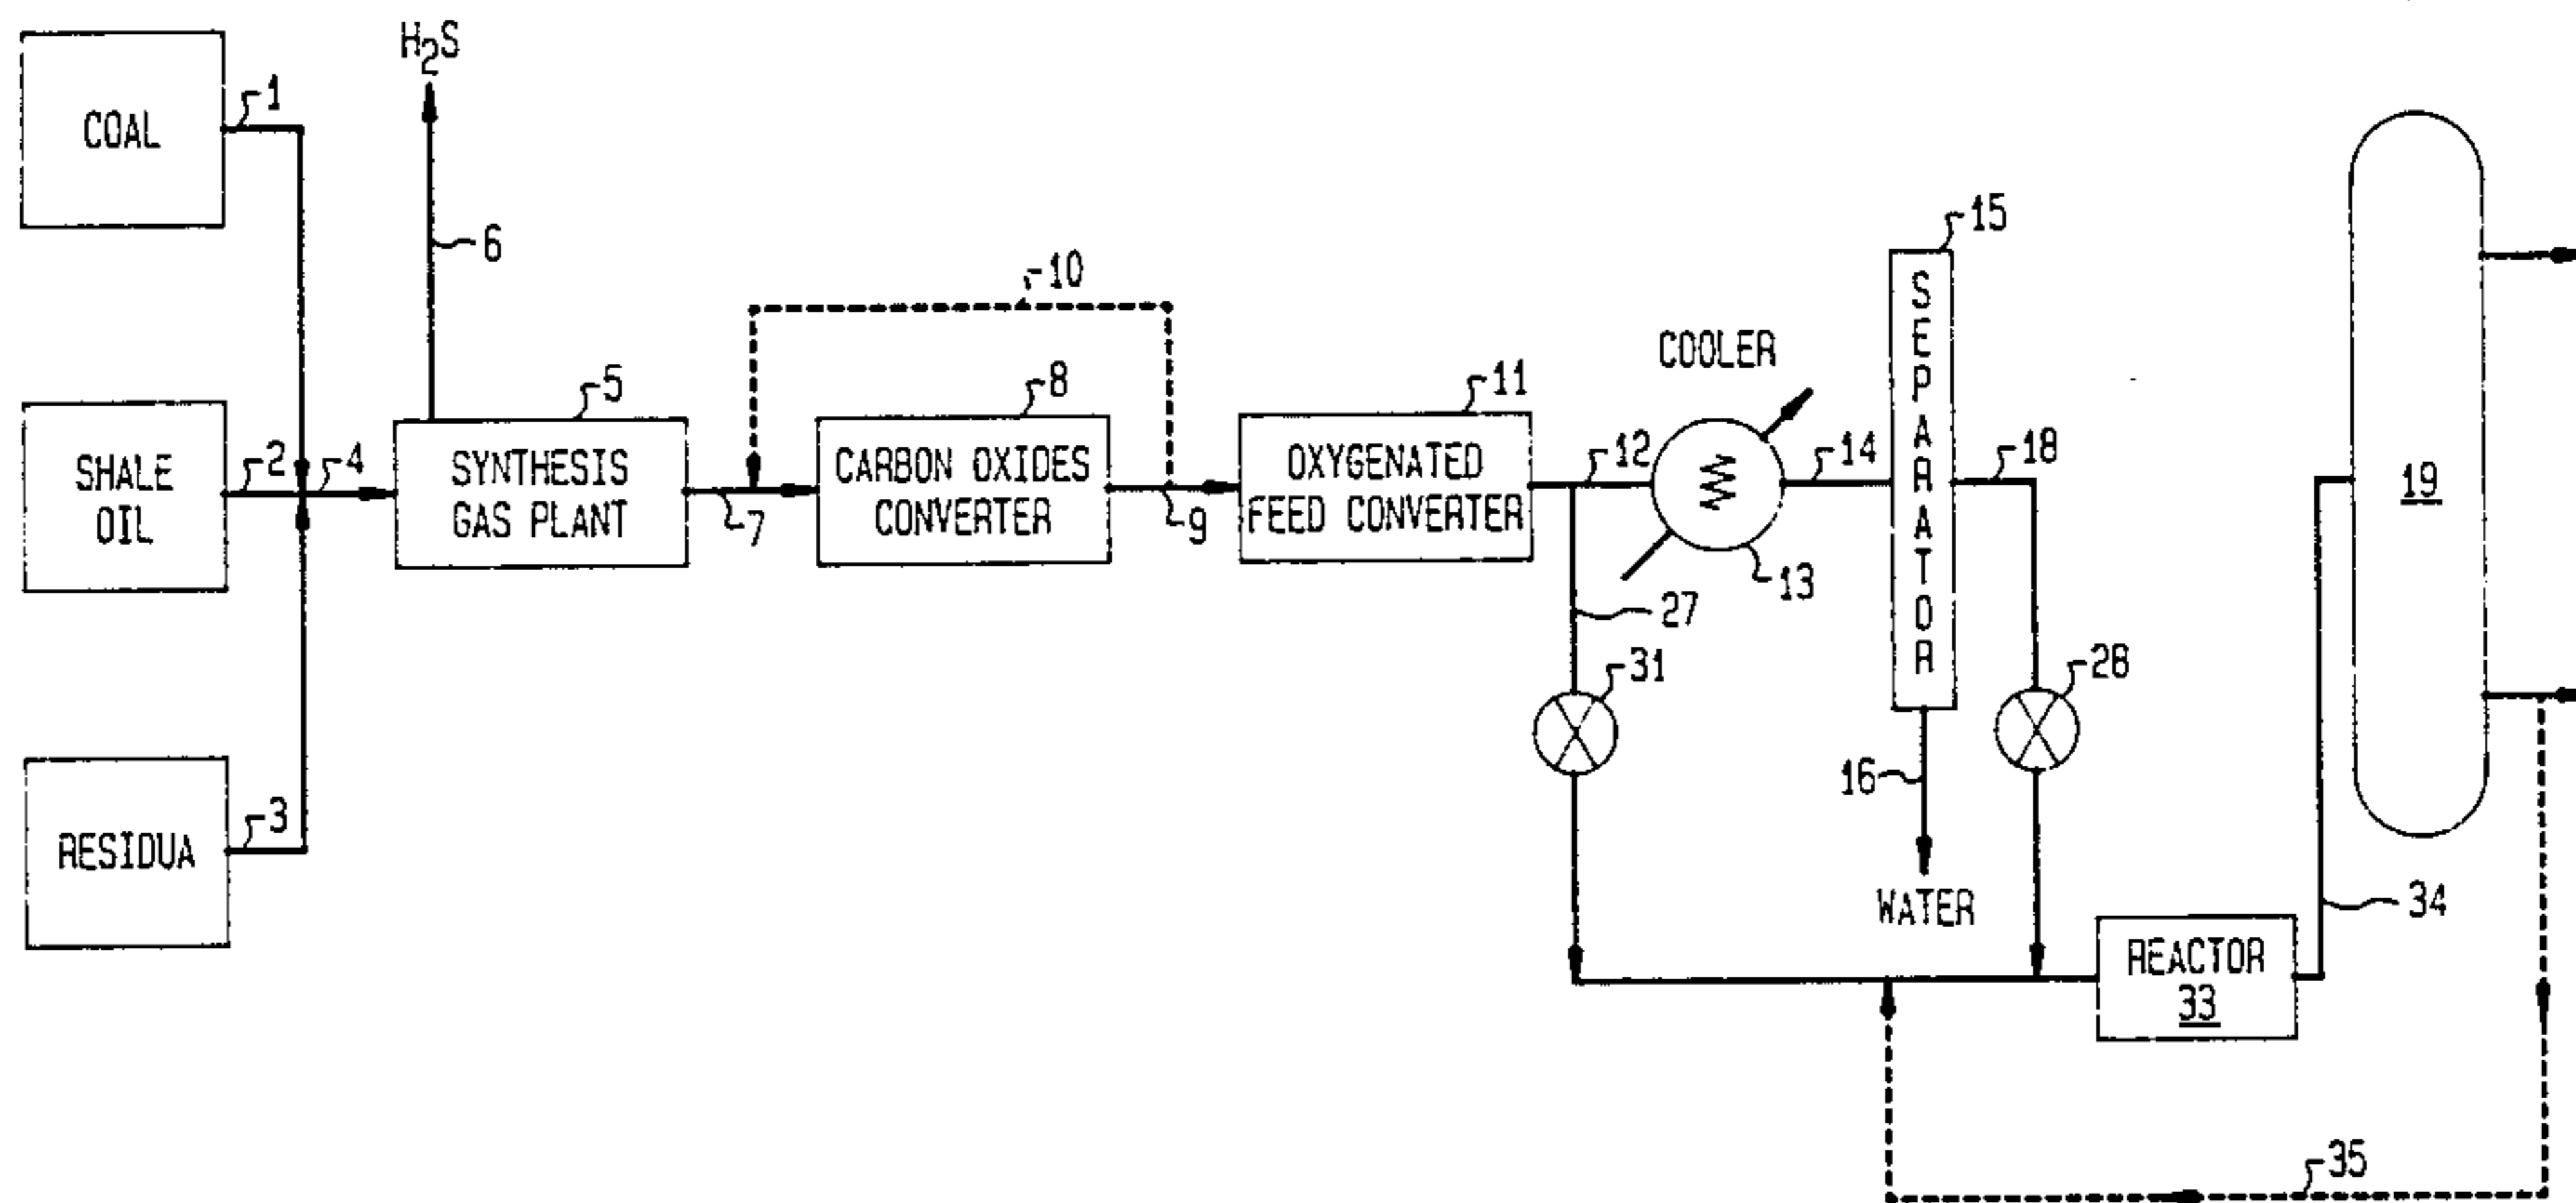 H2S
COAL
1
6
10
15
SEPARATOR
COOLER
5
8
11
SHALE
OIL
2
4
SYNTHESIS
GAS PLANT
7
CARBON OXIDES
CONVERTER
9
OXYGENATED
FEED CONVERTER
12
14
18
19
13
27
31
28
16
WATER
RESIDUA
3
34
REACTOR
33
35